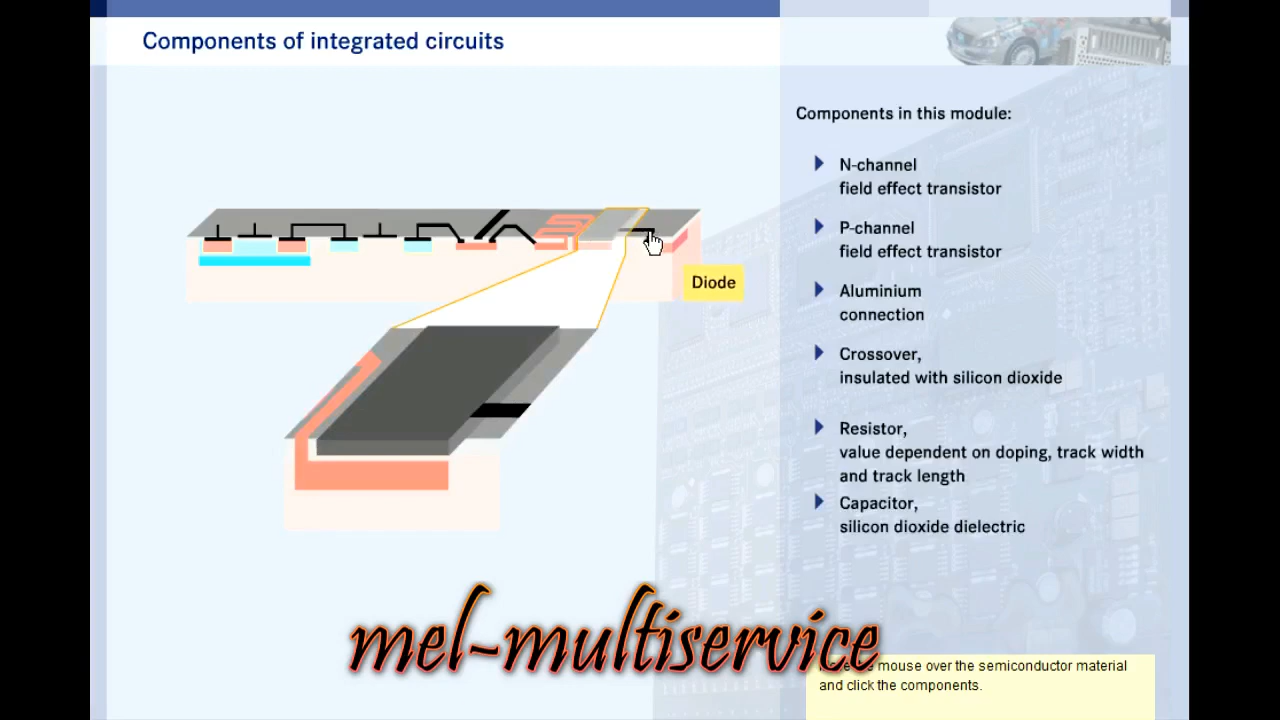 Components of integrated circuits
Components in this module:
N-channel
field effect transistor
P-channel
field effect transistor
Aluminium
connection
Crossover,
insulated with silicon dioxide
Resistor,
value dependent on doping, track width
and track length
Capacitor,
silicon dioxide dielectric
Diode
mel-multiservice
mouse over the semiconductor material
and click the components.